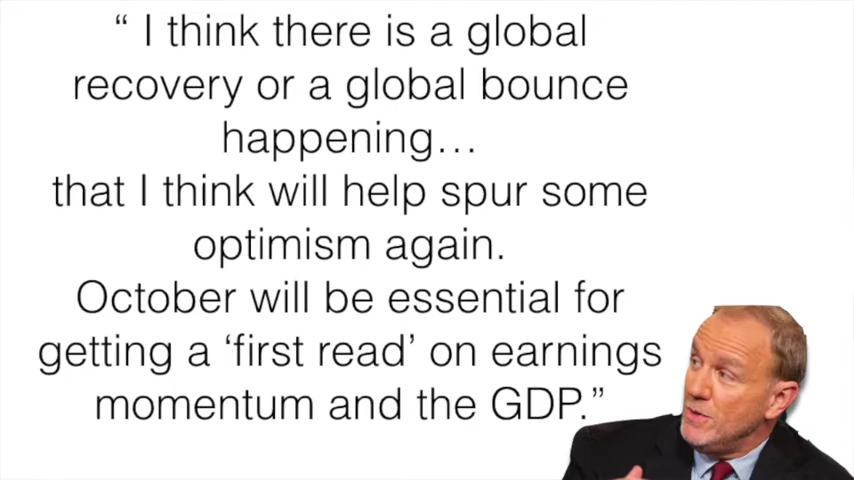 “ I think there is a global
recovery or a global bounce
happening…
that I think will help spur some
optimism again.
October will be essential for
getting a ‘first read’ on earnings
momentum and the GDP.”